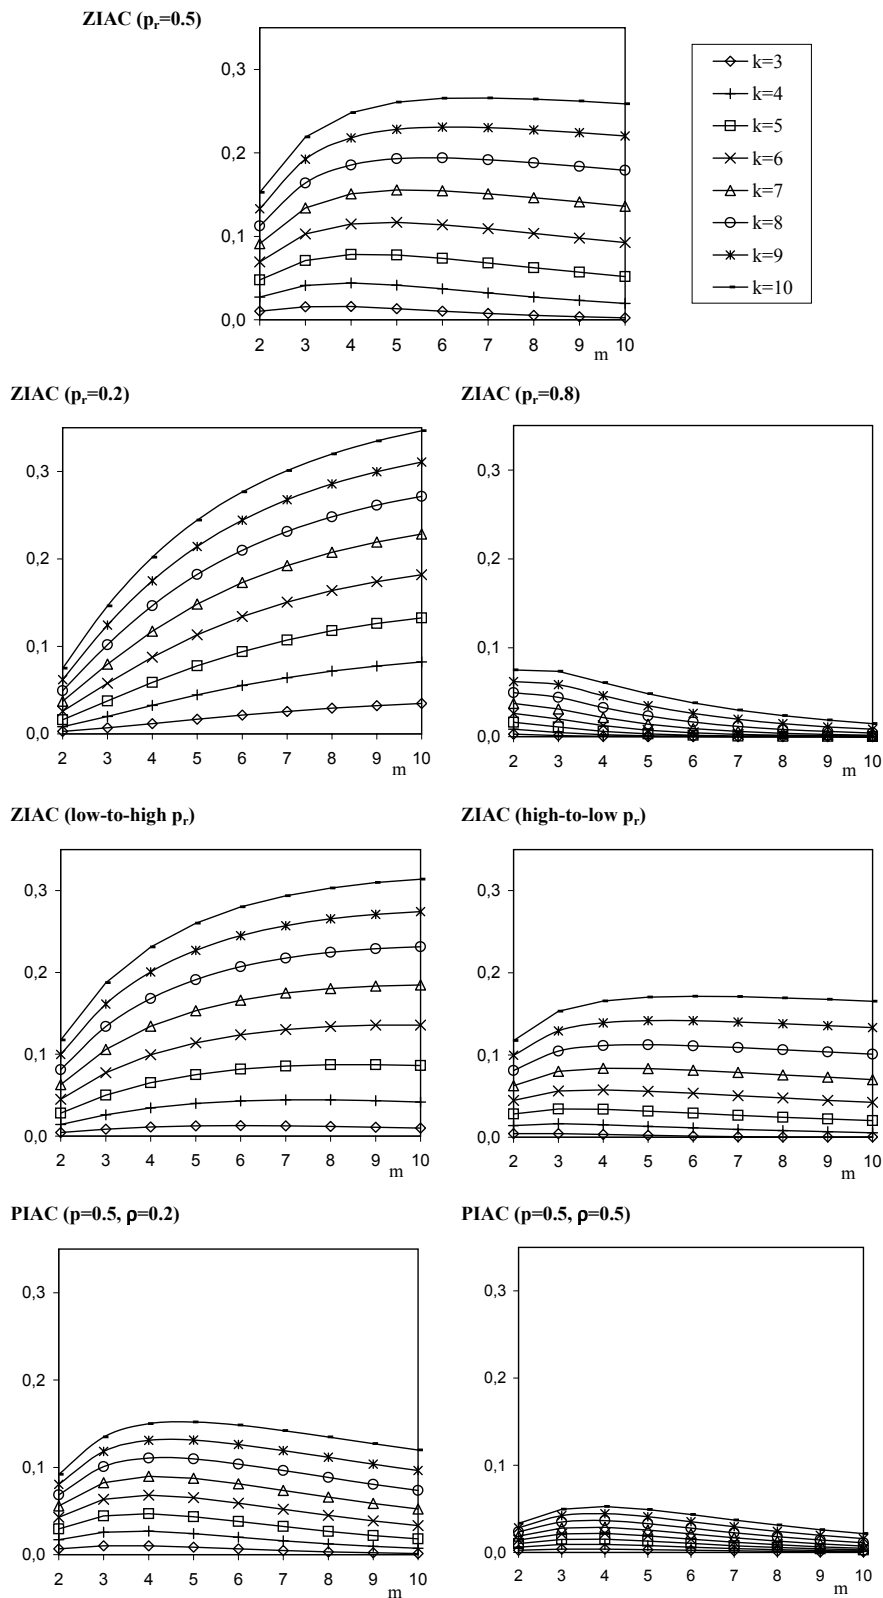 ZIAC (pr=0.5)
0,3
0,2
0,1
0,0
2 3 4 5 6 7 8 9 10
m
k=3
k=4
k=5
k=6
k=7
k=8
k=9
k=10
ZIAC (pr=0.2)
0,3
0,2
0,1
0,0
2 3 4 5 6 7 8 9 10
m
ZIAC (pr=0.8)
0,3
0,2
0,1
0,0
2 3 4 5 6 7 8 9 10
m
ZIAC (low-to-high pr)
0,3
0,2
0,1
0,0
2 3 4 5 6 7 8 9 10
m
ZIAC (high-to-low pr)
0,3
0,2
0,1
0,0
2 3 4 5 6 7 8 9 10
m
PIAC (p=0.5, ρ=0.2)
0,3
0,2
0,1
0,0
2 3 4 5 6 7 8 9 10
m
PIAC (p=0.5, ρ=0.5)
0,3
0,2
0,1
0,0
2 3 4 5 6 7 8 9 10
m